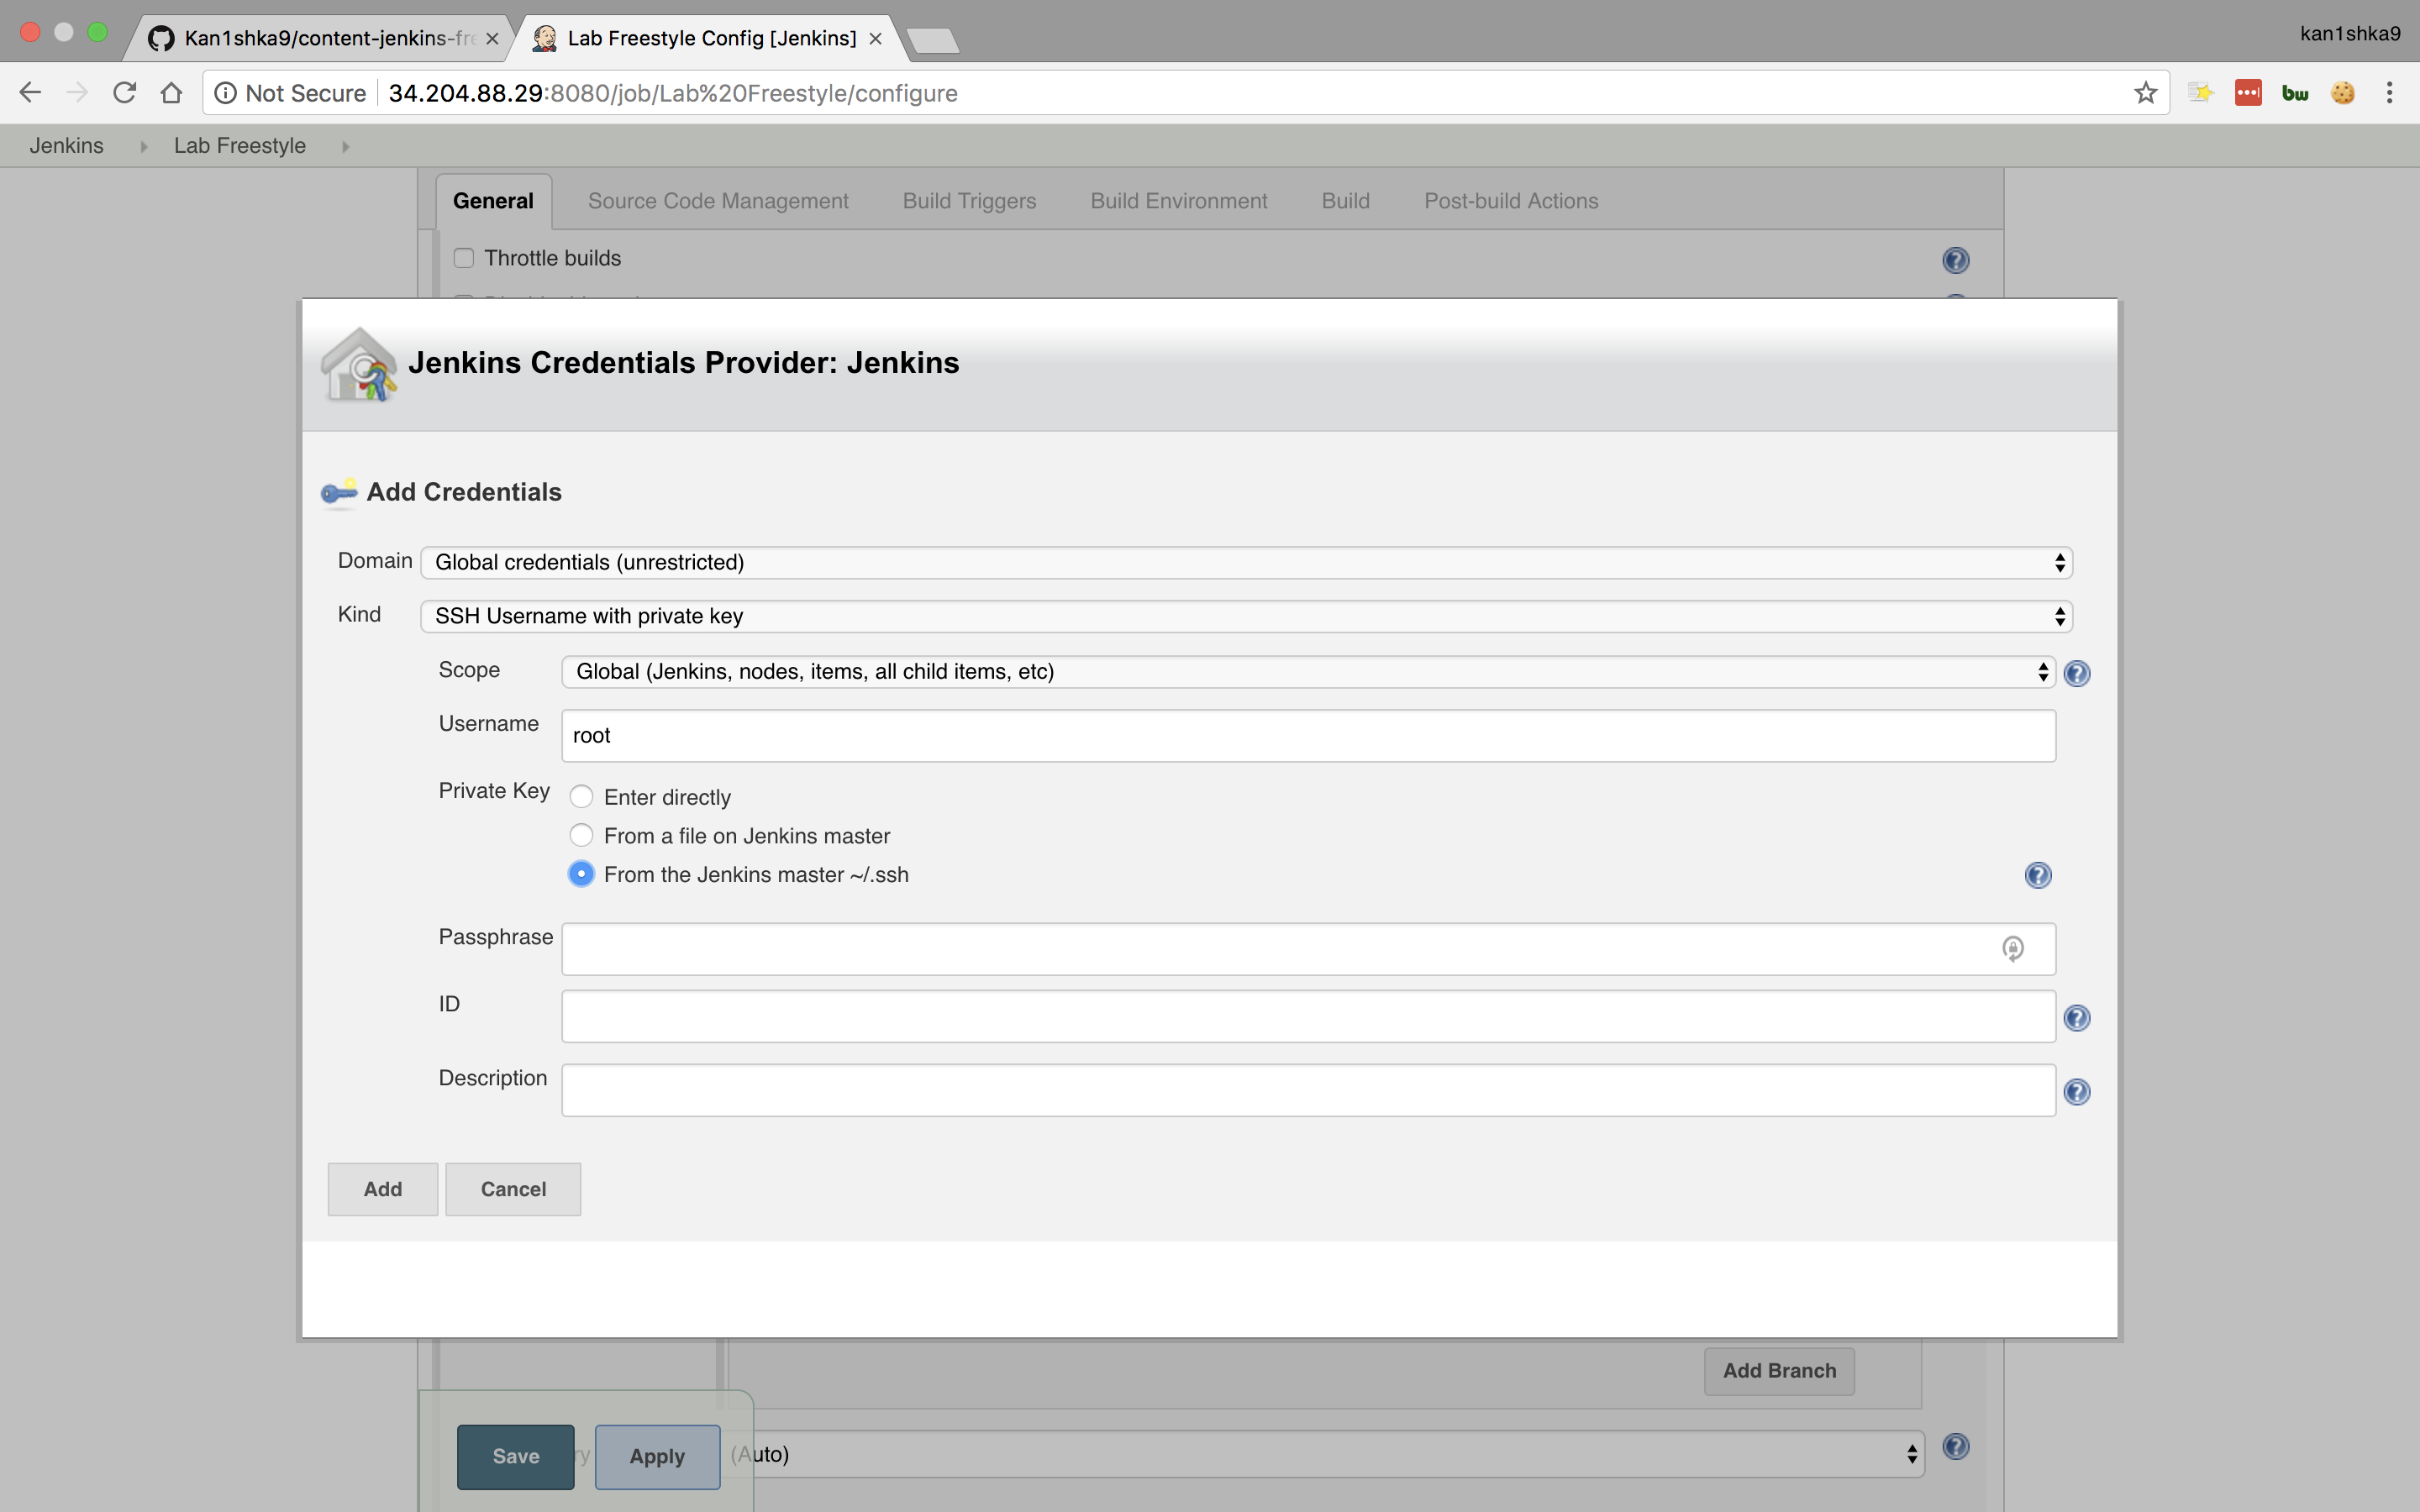 Kan1shka9/content-jenkins-fre
Lab Freestyle Config [Jenkins]
kan1shka9
Not Secure
34.204.88.29:8080/job/Lab%20Freestyle/configure
bw
Jenkins
Lab Freestyle
General
Source Code Management
Build Triggers
Build Environment
Build
Post-build Actions
Throttle builds
Jenkins Credentials Provider: Jenkins
Add Credentials
Domain
Global credentials (unrestricted)
Kind
SSH Username with private key
Scope
Global (Jenkins, nodes, items, all child items, etc)
Username
root
Private Key
Enter directly
From a file on Jenkins master
From the Jenkins master ~/.ssh
Passphrase
ID
Description
Add
Cancel
Add Branch
Save
Apply
(Auto)